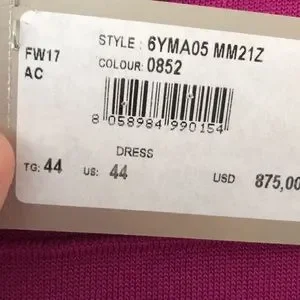 STYLE : 6YMA05 MM21Z
FW17 COLOUR: 0852
AC
8 058984 990154
DRESS
TG: 44 US: 44 USD 875,00